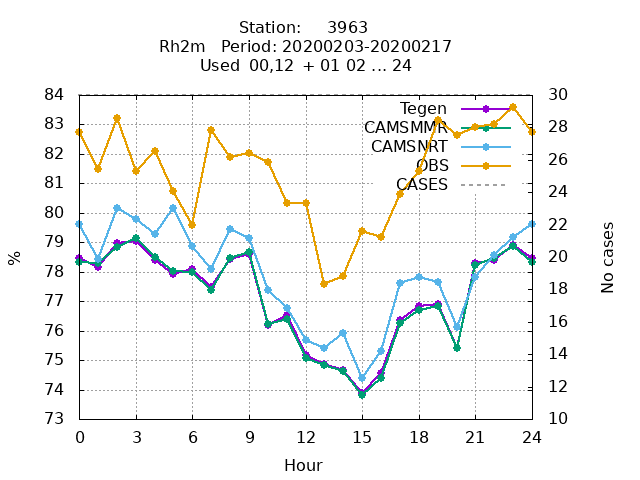 Station: 3963
Rh2m Period: 20200203-20200217
Used 00,12 + 01 02 ... 24
84 30
Tegen
83 28
CAMSMMR
CAMSNRT
82 26
OBS
81 24
CASES
80 22
79 20
78 18
77 16
76 14
75 12
74
73 10
0 3 6 9 12 15 18 21 24
Hour
%
No cases